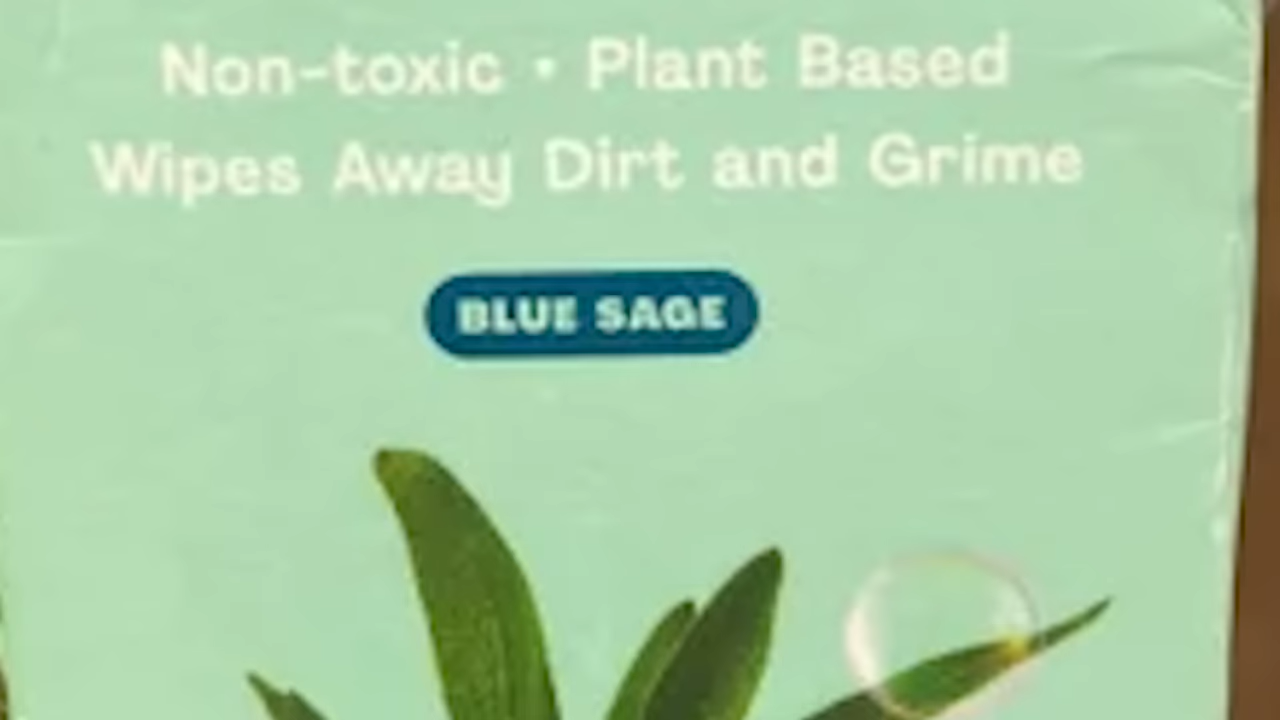 Non-toxic • Plant Based
Wipes Away Dirt and Grime
BLUE SAGE